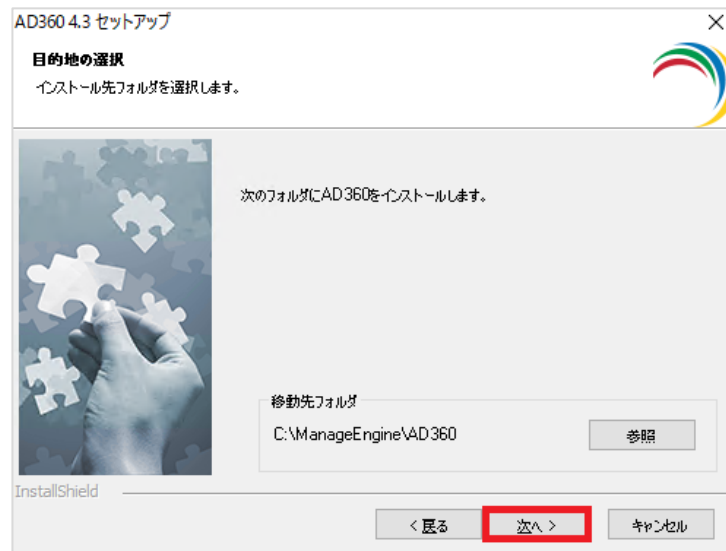 AD360 4.3 セットアップ
目的地の選択
インストール先フォルダを選択します。
次のフォルダにAD360をインストールします。
移動先フォルダ
C:\ManageEngine\AD360
参照
InstallShield
< 戻る
次へ >
キャンセル